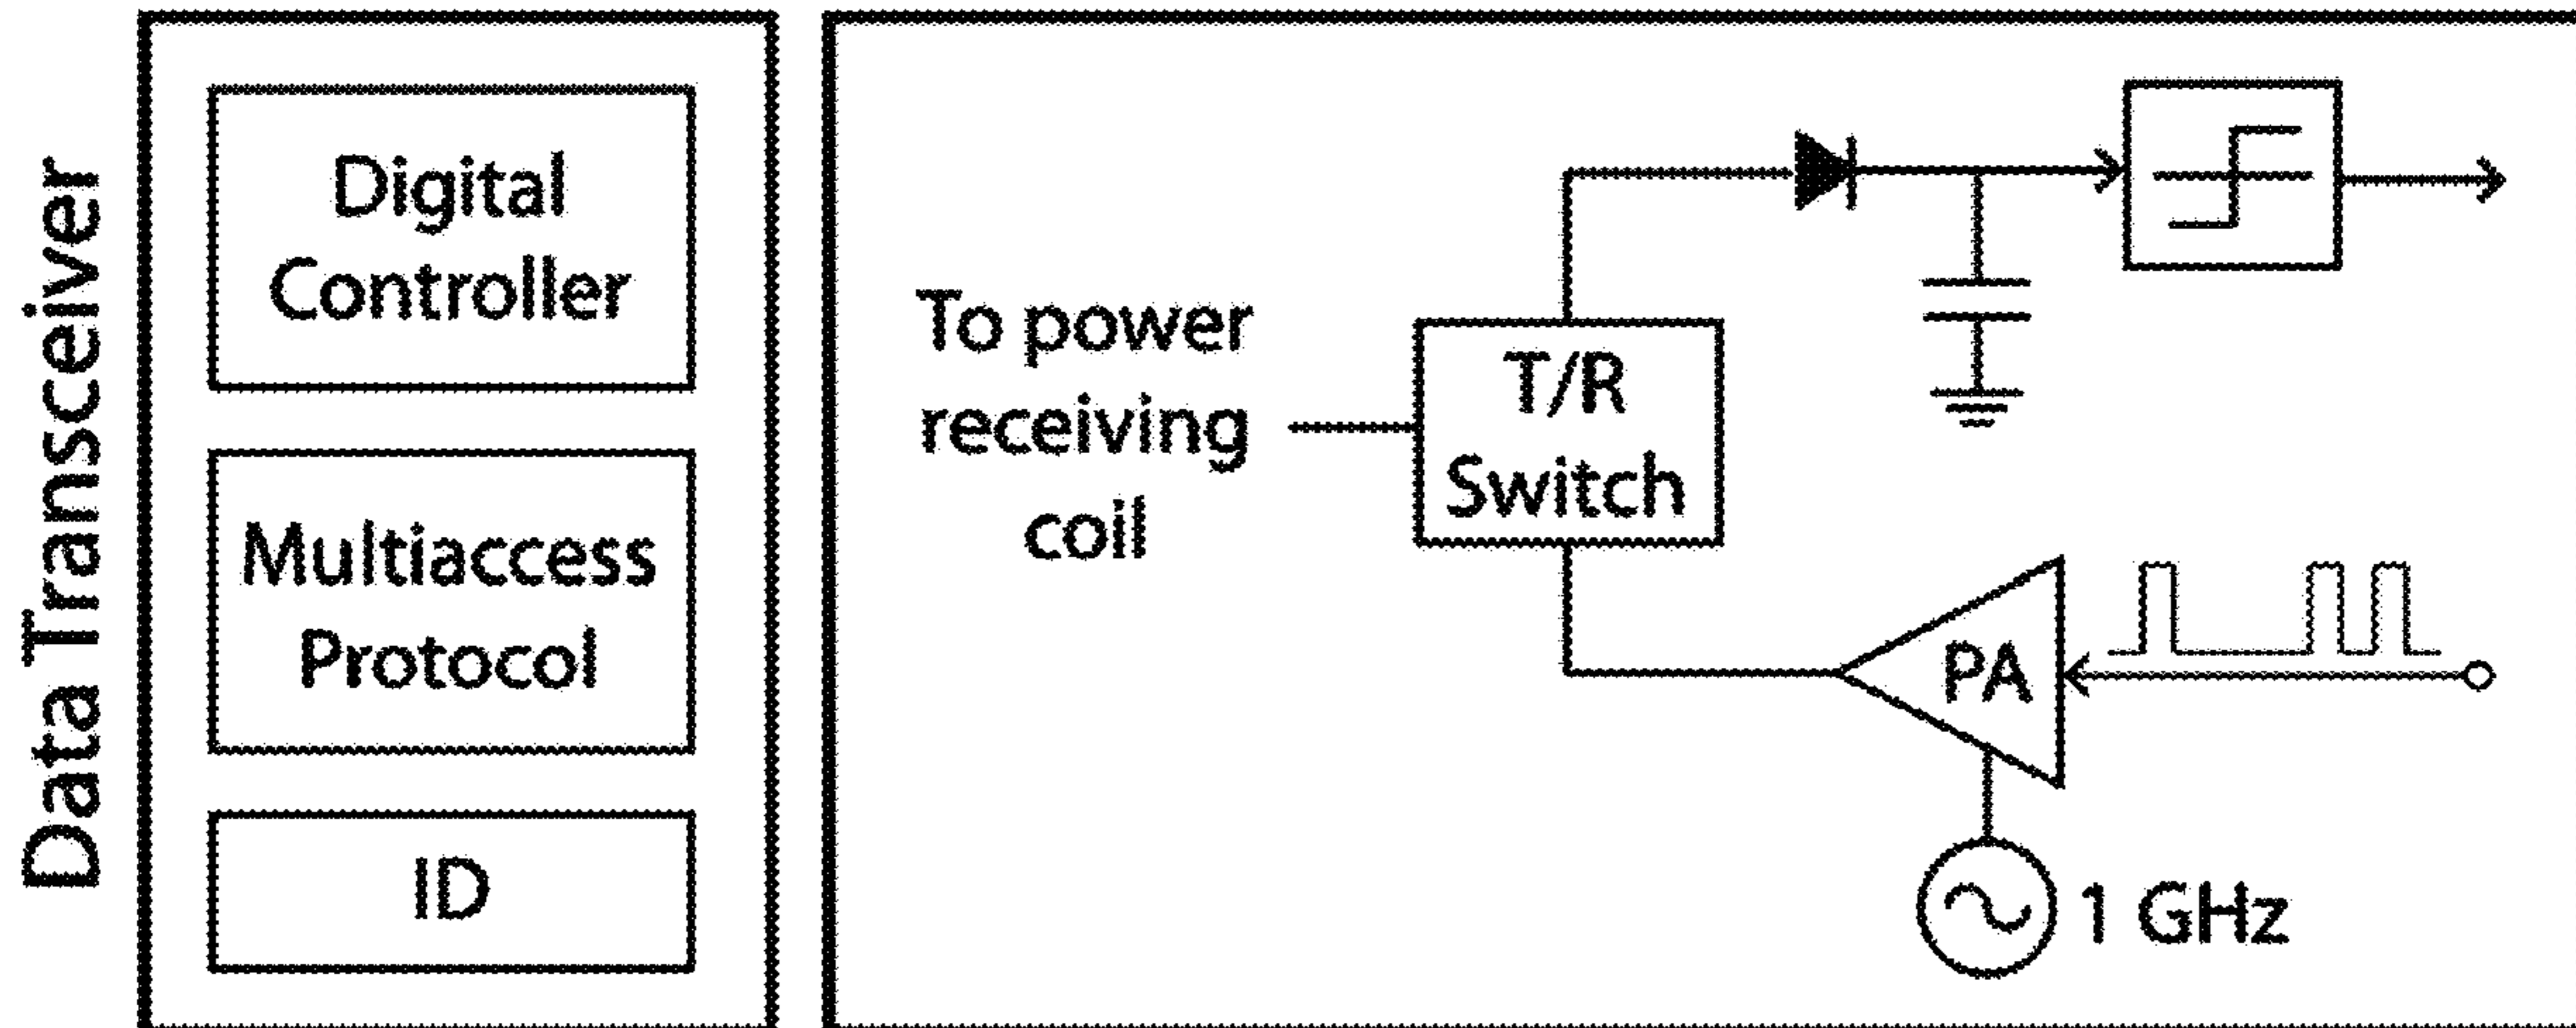 Data Transceiver
Digital
Controller
Multiaccess
Protocol
ID
To power
receiving
coil
T/R
Switch
PA
1 GHz